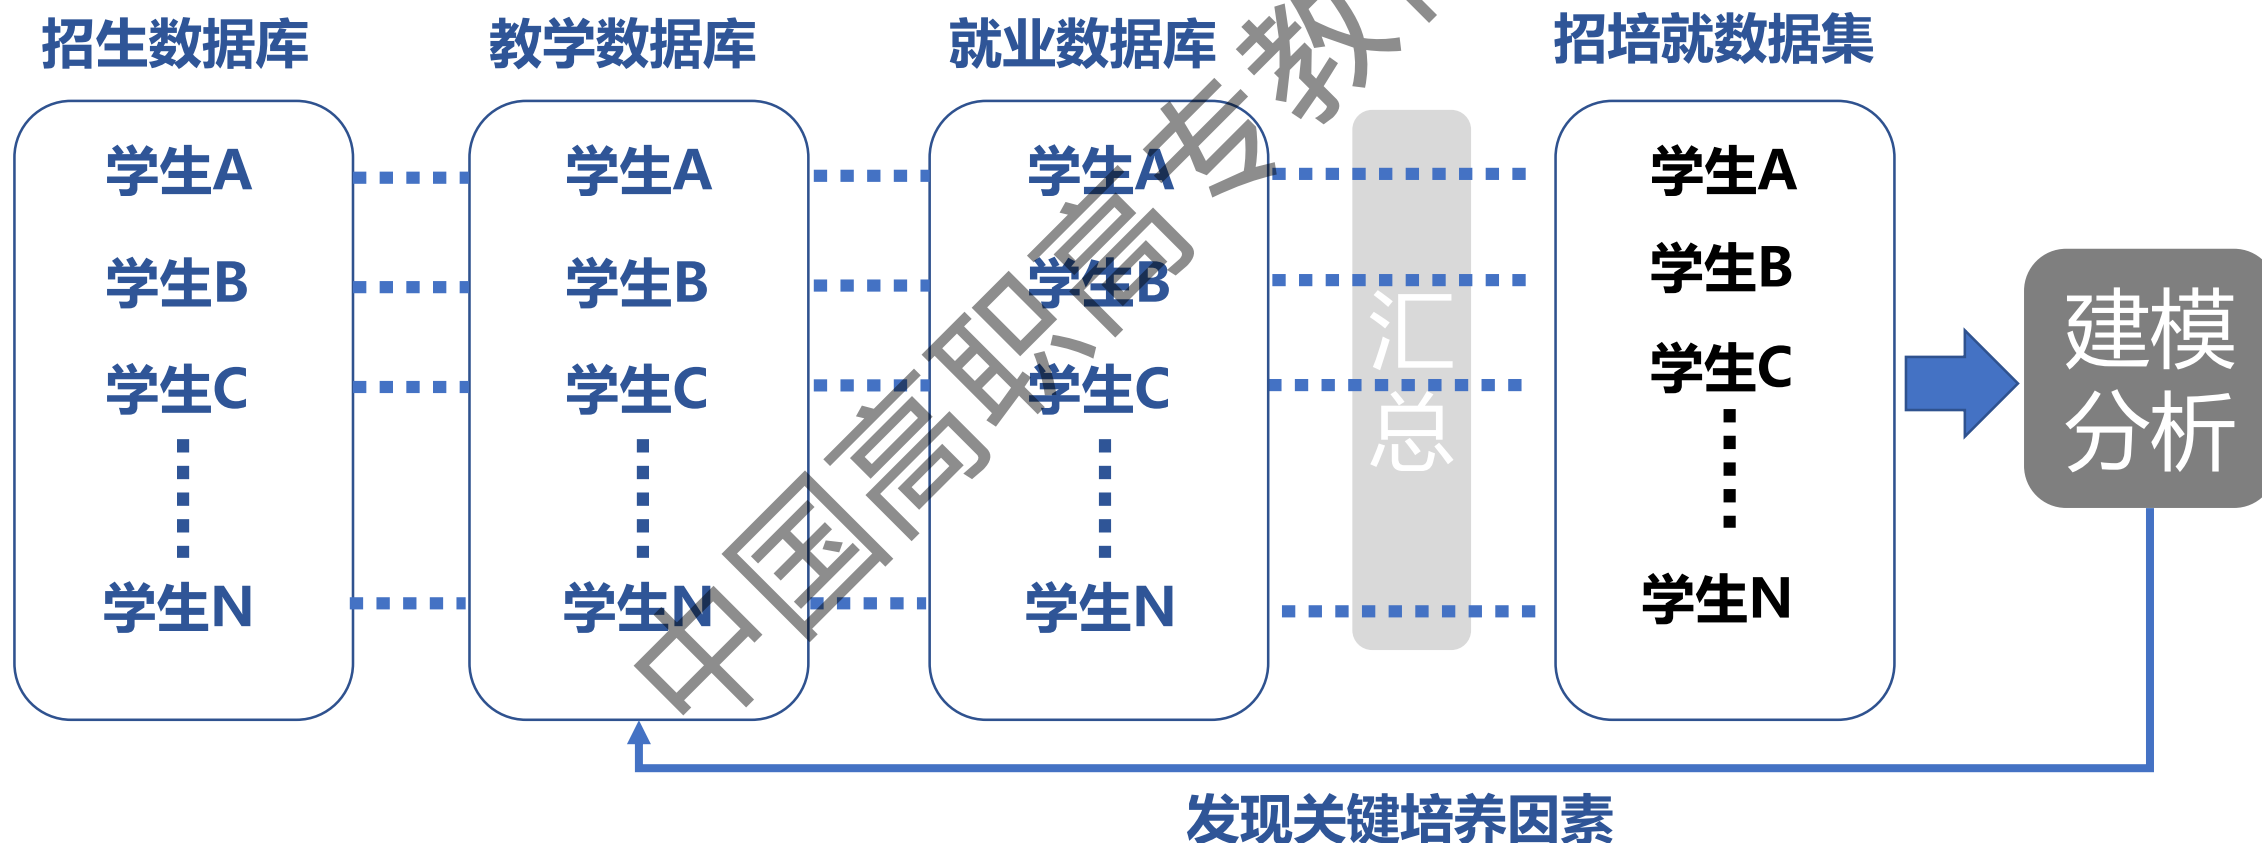 招生数据库
教学数据库
就业数据库
招培就数据集
学生A
学生B
学生C
学生N
学生A
学生B
学生C
学生N
学生A
学生B
学生C
学生N
汇
总
学生A
学生B
学生C
学生N
建模
分析
发现关键培养因素
中国高职高专教